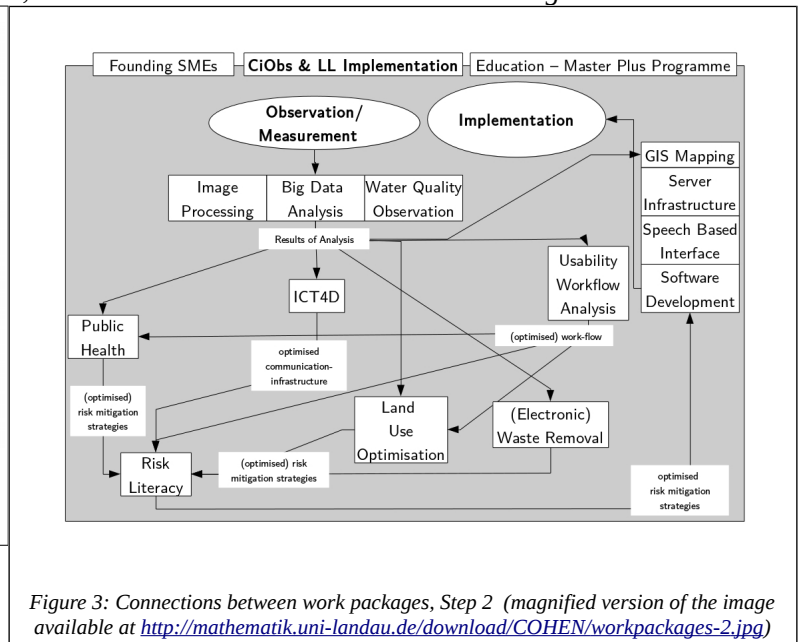 Founding SMEs
CiObs & LL Implementation
Education – Master Plus Programme
Observation/
Measurement
Implementation
GIS Mapping
Server
Infrastructure
Speech Based
Interface
Software
Development
Image
Processing
Big Data
Analysis
Water Quality
Observation
Results of Analysis
Usability
Workflow
Analysis
ICT4D
Public
Health
(optimised) work-flow
optimised
communication-
infrastructure
(optimised)
risk mitigation
strategies
Land
Use
Optimisation
(Electronic)
Waste Removal
Risk
Literacy
(optimised) risk
mitigation strategies
optimised
risk mitigation
strategies
Figure 3: Connections between work packages, Step 2 (magnified version of the image
available at http://mathematik.uni-landau.de/download/COHEN/workpackages-2.jpg)